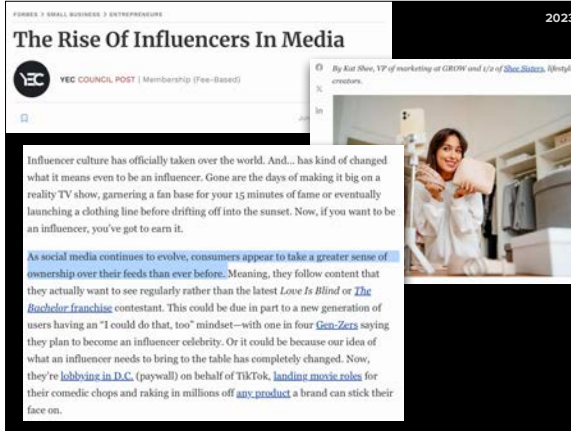 FORBES > SMALL BUSINESS > ENTREPRENEURS
The Rise Of Influencers In Media
YEC
YEC COUNCIL POST | Membership (Fee-Based)
2023
By Kat Shee, VP of marketing at GROW and 1/2 of Shee Sisters, lifestyle
creators.
in
Influencer culture has officially taken over the world. And... has kind of changed
what it means even to be an influencer. Gone are the days of making it big on a
reality TV show, garnering a fan base for your 15 minutes of fame or eventually
launching a clothing line before drifting off into the sunset. Now, if you want to be
an influencer, you've got to earn it.
As social media continues to evolve, consumers appear to take a greater sense of
ownership over their feeds than ever before. Meaning, they follow content that
they actually want to see regularly rather than the latest Love Is Blind or The
Bachelor franchise contestant. This could be due in part to a new generation of
users having an "I could do that, too" mindset—with one in four Gen-Zers saying
they plan to become an influencer celebrity. Or it could be because our idea of
what an influencer needs to bring to the table has completely changed. Now,
they're lobbying in D.C. (paywall) on behalf of TikTok, landing movie roles for
their comedic chops and raking in millions off any product a brand can stick their
face on.